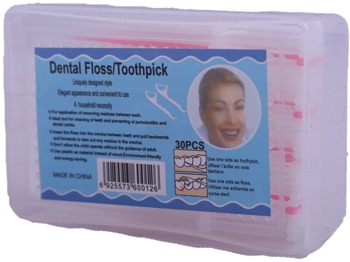 Dental Floss/Toothpick
Uniquely designed style
Elegant appearance and convenient to use
A household necessity
For application of removing residues between teeth.
Ideal tool for cleaning of teeth and preventing of periodontitis and
dental caries.
Insert the floss into the crevice between teeth and pull backwards
and forwards to take out any residue in the crevice.
Don't allow the child operate without the guidance of adult.
Use plastic as material instead of wood.Environment-friendly
and energy-saving.
MADE IN CHINA
6 925573 600126
30PCS
Use one side as toothpick,
Use one side as floss.